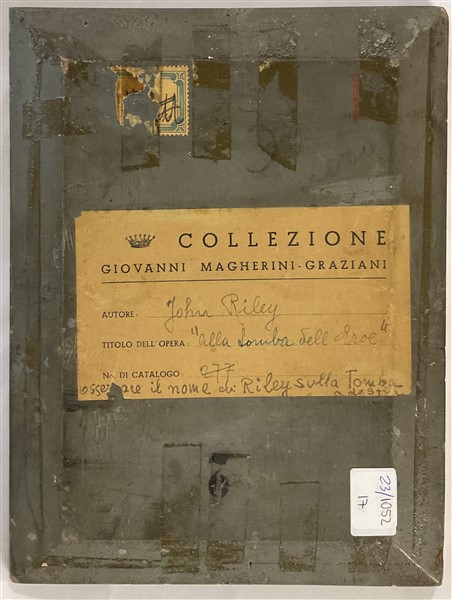 COLLEZIONE
GIOVANNI MAGHERINI-GRAZIANI
AUTORE: John Riley
TITOLO DELL'OPERA: "alla tomba dell'Eroe"
No. DI CATALOGO: 277
osservare il nome di Riley sulla Tomba
23/1052
17